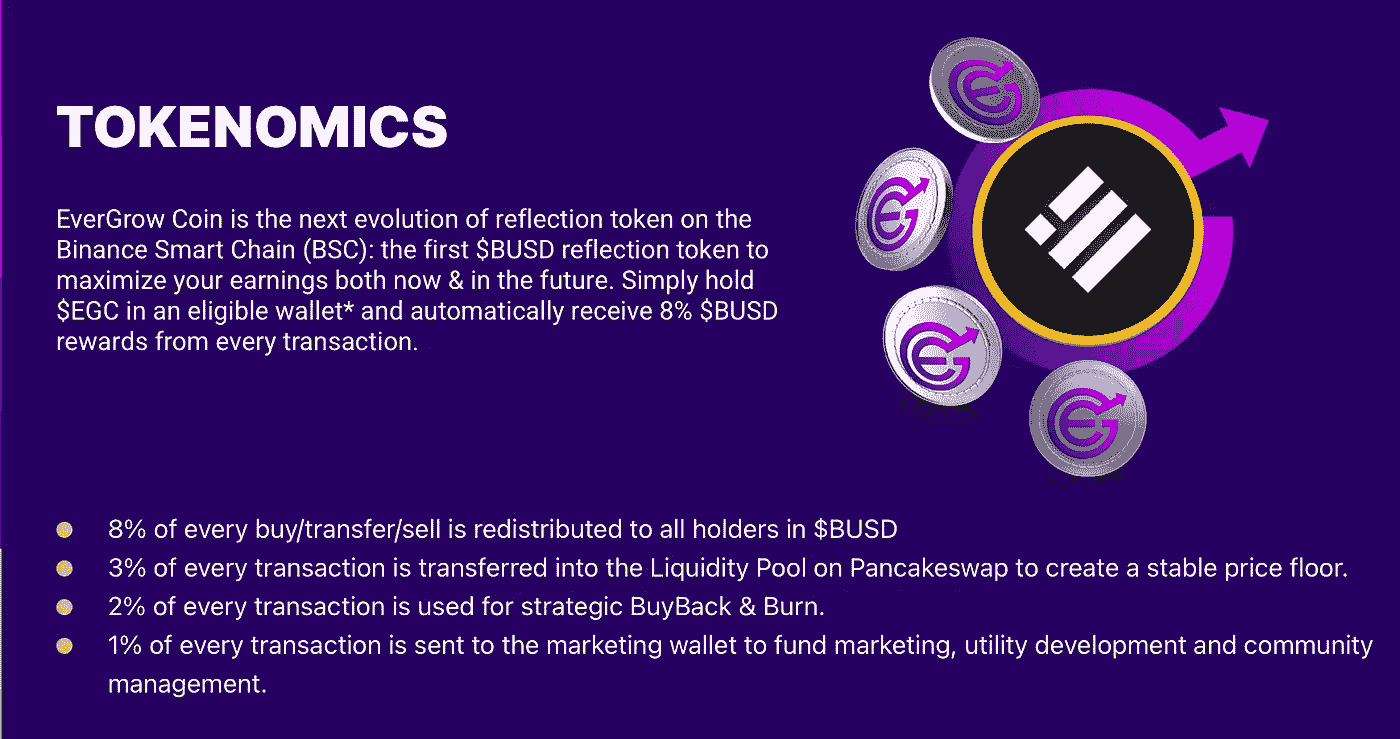 TOKENOMICS
EverGrow Coin is the next evolution of reflection token on the
Binance Smart Chain (BSC): the first $BUSD reflection token to
maximize your earnings both now & in the future. Simply hold
$EGC in an eligible wallet* and automatically receive 8% $BUSD
rewards from every transaction.
8% of every buy/transfer/sell is redistributed to all holders in $BUSD
3% of every transaction is transferred into the Liquidity Pool on Pancakeswap to create a stable price floor.
2% of every transaction is used for strategic BuyBack & Burn.
1% of every transaction is sent to the marketing wallet to fund marketing, utility development and community
management.